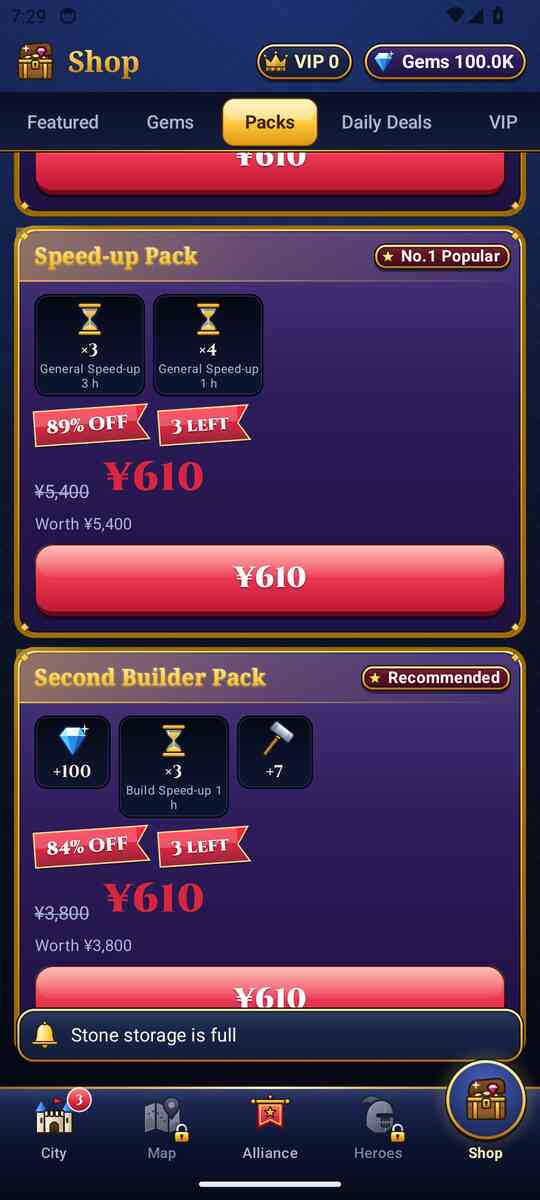 7:29
Shop
VIP 0
Gems 100.0K
Featured
Gems
Packs
Daily Deals
VIP
¥610
Speed-up Pack
No.1 Popular
×3
General Speed-up
3 h
×4
General Speed-up
1 h
89% OFF
3 LEFT
¥5,400
¥610
Worth ¥5,400
¥610
Second Builder Pack
Recommended
+100
×3
Build Speed-up 1
h
+7
84% OFF
3 LEFT
¥3,800
¥610
Worth ¥3,800
¥610
Stone storage is full
3
City
Map
Alliance
Heroes
Shop